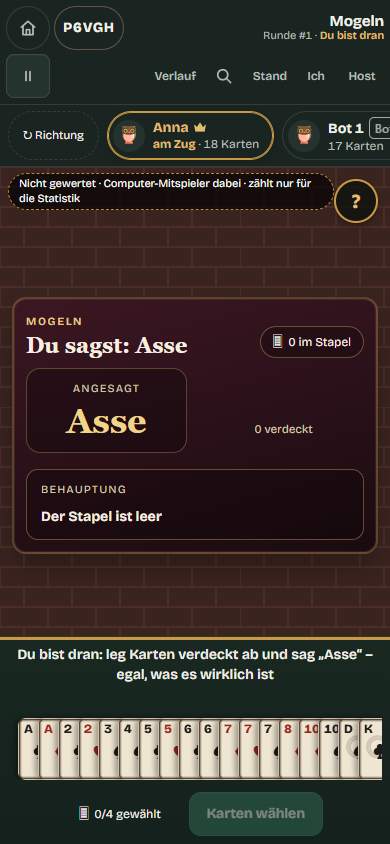 P6VGH
Mogeln
Runde #1 · Du bist dran
Verlauf
Stand
Ich
Host
↻ Richtung
Anna
am Zug · 18 Karten
Bot 1
17 Karten
Nicht gewertet · Computer-Mitspieler dabei · zählt nur für
die Statistik
?
MOGELN
Du sagst: Asse
0 im Stapel
ANGESAGT
Asse
0 verdeckt
BEHAUPTUNG
Der Stapel ist leer
Du bist dran: leg Karten verdeckt ab und sag „Asse“ –
egal, was es wirklich ist
A A 2 2 3 4 5 5 6 6 7 7 7 8 10 10 D K
0/4 gewählt
Karten wählen